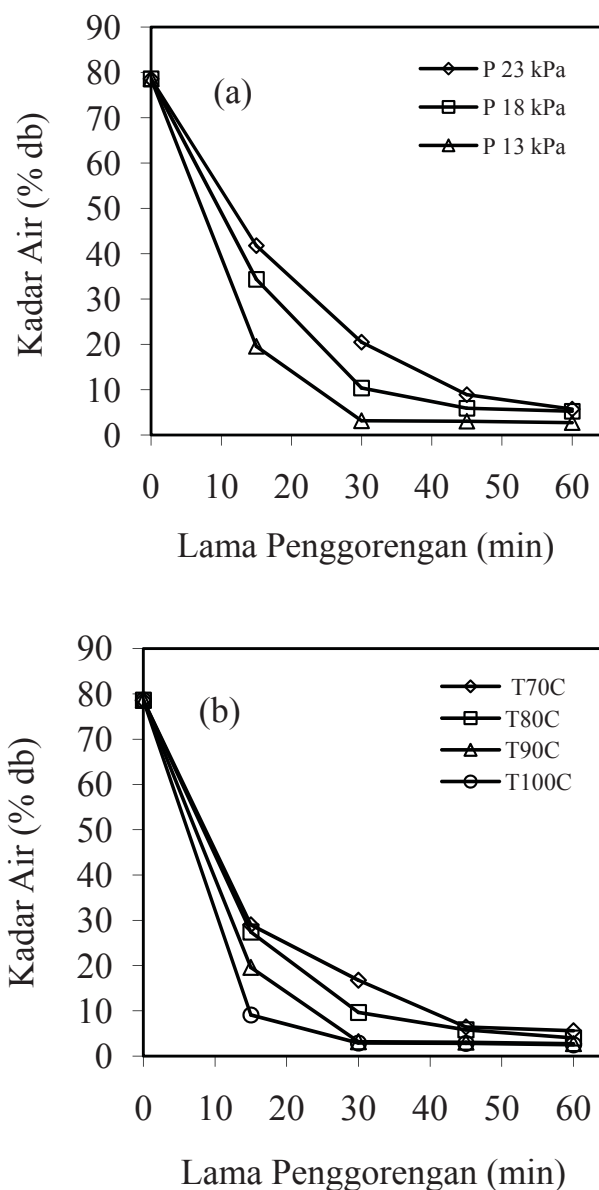 90
80
70
60
50
40
30
20
10
0
Kadar Air (% db)
(a)
P 23 kPa
P 18 kPa
P 13 kPa
0 10 20 30 40 50 60
Lama Penggorengan (min)
90
80
70
60
50
40
30
20
10
0
Kadar Air (% db)
(b)
T70C
T80C
T90C
T100C
0 10 20 30 40 50 60
Lama Penggorengan (min)